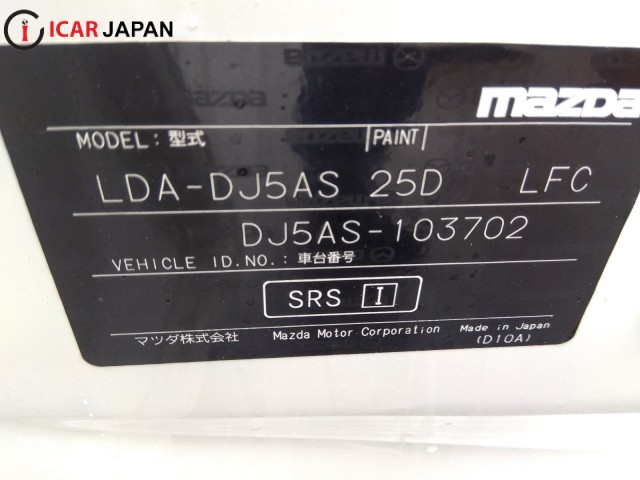 ICAR JAPAN
mazda
MODEL: 型式 PAINT
LDA-DJ5AS 25D LFC
DJ5AS-103702
VEHICLE ID.NO.: 車台番号
SRS I
マツダ株式会社 Mazda Motor Corporation Made in Japan
(D10A)